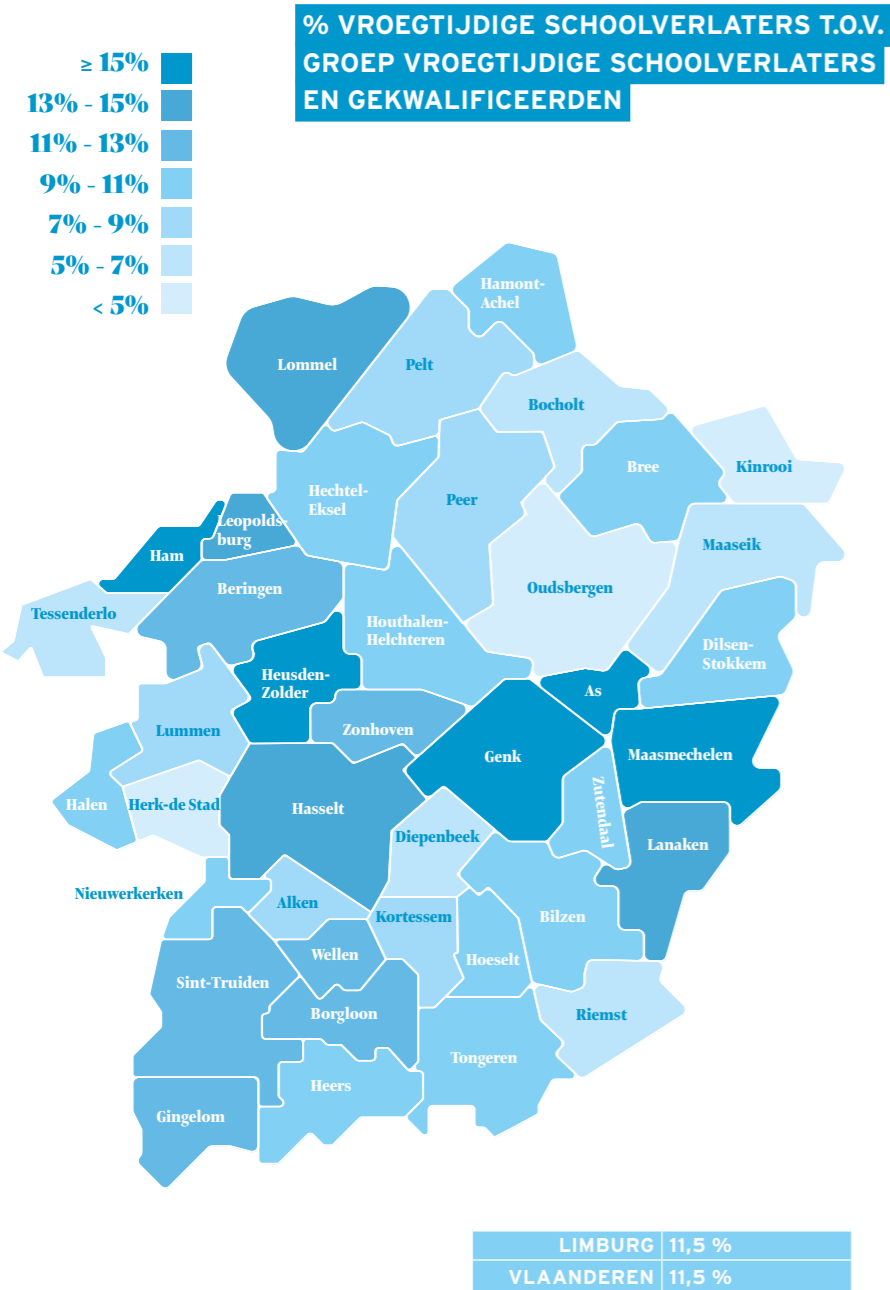 % VROEGTIJDIGE SCHOOLVERLATERS T.O.V.
GROEP VROEGTIJDIGE SCHOOLVERLATERS
EN GEKWALIFICEERDEN
≥ 15%
13% - 15%
11% - 13%
9% - 11%
7% - 9%
5% - 7%
< 5%
Hamont-
Achel
Lommel
Pelt
Bocholt
Bree
Kinrooi
Hechtel-
Eksel
Peer
Leopolds-
burg
Ham
Maaseik
Beringen
Oudsbergen
Tessenderlo
Houthalen-
Helchteren
Dilsen-
Stokkem
Heusden-
Zolder
As
Lummen
Zonhoven
Genk
Maasmechelen
Halen
Herk-de Stad
Hasselt
Zutendaal
Diepenbeek
Lanaken
Nieuwerkerken
Alken
Kortessem
Bilzen
Wellen
Hoeselt
Sint-Truiden
Borgloon
Riemst
Tongeren
Heers
Gingelom
LIMBURG 11,5 %
VLAANDEREN 11,5 %